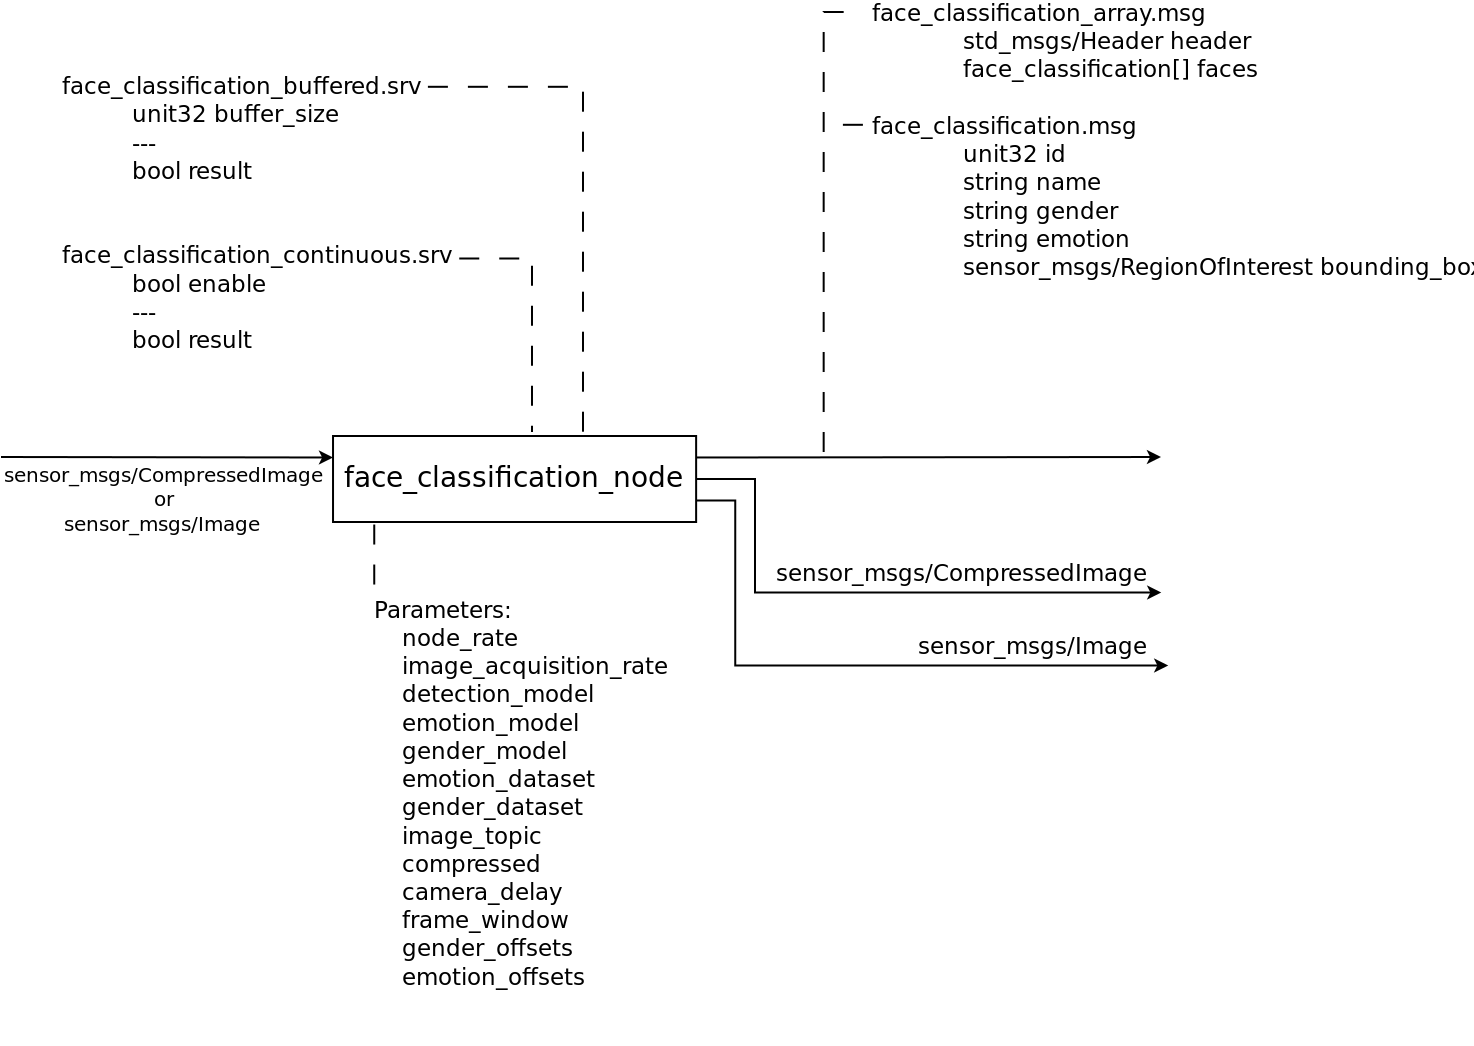 face_classification_array.msg
std_msgs/Header header
face_classification[] faces
face_classification_buffered.srv
unit32 buffer_size
---
bool result
face_classification.msg
unit32 id
string name
string gender
string emotion
sensor_msgs/RegionOfInterest bounding_box
face_classification_continuous.srv
bool enable
---
bool result
sensor_msgs/CompressedImage
or
sensor_msgs/Image
face_classification_node
sensor_msgs/CompressedImage
sensor_msgs/Image
Parameters:
node_rate
image_acquisition_rate
detection_model
emotion_model
gender_model
emotion_dataset
gender_dataset
image_topic
compressed
camera_delay
frame_window
gender_offsets
emotion_offsets